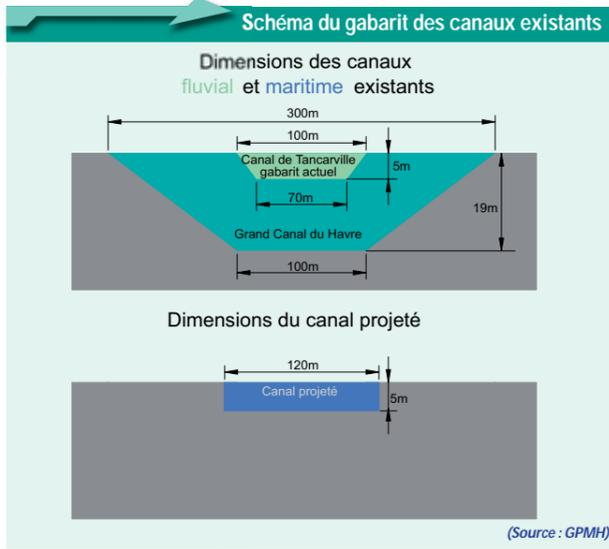 Schéma du gabarit des canaux existants
Dimensions des canaux
fluvial et maritime existants
300m
100m
Canal de Tancarville
gabarit actuel
5m
70m
19m
Grand Canal du Havre
100m
Dimensions du canal projeté
120m
Canal projeté
5m
(Source : GPMH)